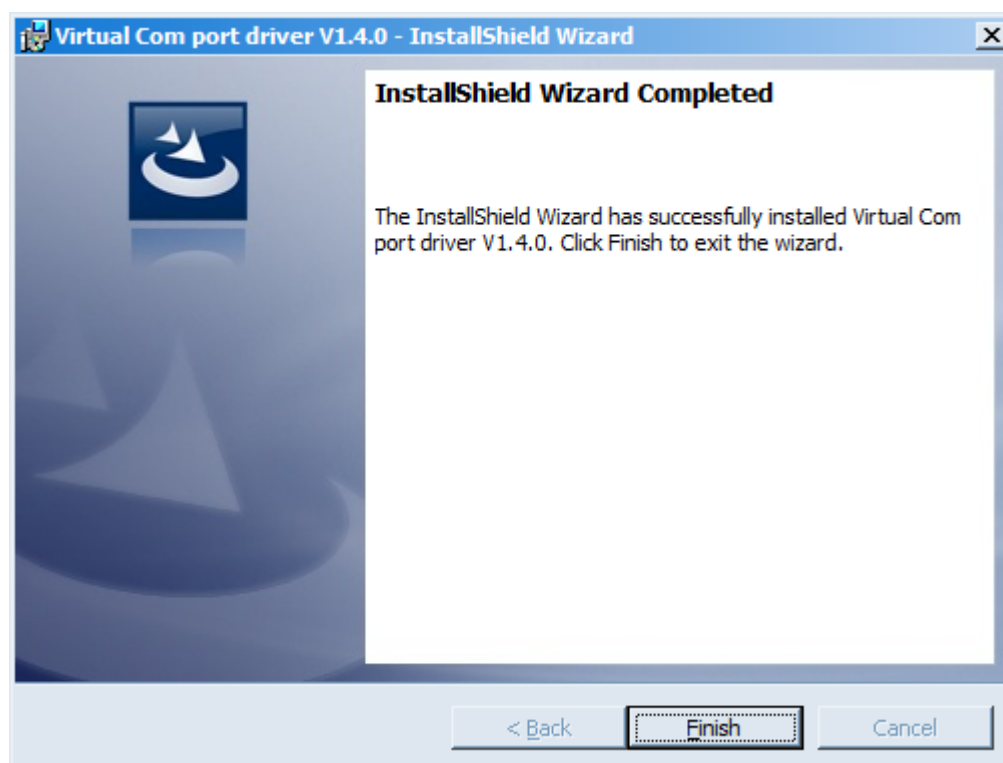 Virtual Com port driver V1.4.0 - InstallShield Wizard
InstallShield Wizard Completed
The InstallShield Wizard has successfully installed Virtual Com
port driver V1.4.0. Click Finish to exit the wizard.
< Back
Finish
Cancel